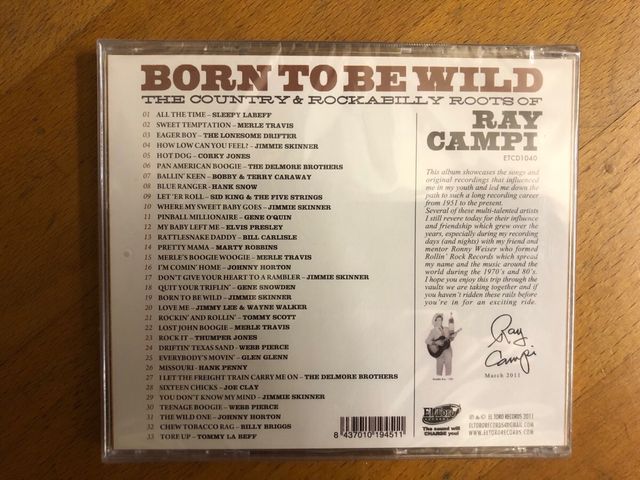 BORN TO BE WILD
THE COUNTRY & ROCKABILLY ROOTS OF
RAY
CAMPI
ETCD1040
01 ALL THE TIME – SLEEPY LABEFF
02 SWEET TEMPTATION – MERLE TRAVIS
03 EAGER BOY – THE LONESOME DRIFTER
04 HOW LOW CAN YOU FEEL? – JIMMIE SKINNER
05 HOT DOG – CORKY JONES
06 PAN AMERICAN BOOGIE – THE DELMORE BROTHERS
07 BALLIN' KEEN – BOBBY & TERRY CARAWAY
08 BLUE RANGER – HANK SNOW
09 LET 'ER ROLL – SID KING & THE FIVE STRINGS
10 WHERE MY SWEET BABY GOES – JIMMIE SKINNER
11 PINBALL MILLIONAIRE – GENE O'QUIN
12 MY BABY LEFT ME – ELVIS PRESLEY
13 RATTLESNAKE DADDY – BILL CARLISLE
14 PRETTY MAMA – MARTY ROBBINS
15 MERLE'S BOOGIE WOOGIE – MERLE TRAVIS
16 I'M COMIN' HOME – JOHNNY HORTON
17 DON'T GIVE YOUR HEART TO A RAMBLER – JIMMIE SKINNER
18 QUIT YOUR TRIFLIN' – GENE SNOWDEN
19 BORN TO BE WILD – JIMMIE SKINNER
20 LOVE ME – JIMMY LEE & WAYNE WALKER
21 ROCKIN' AND ROLLIN' – TOMMY SCOTT
22 LOST JOHN BOOGIE – MERLE TRAVIS
23 ROCK IT – THUMPER JONES
24 DRIFTIN' TEXAS SAND – WEBB PIERCE
25 EVERYBODY'S MOVIN' – GLEN GLENN
26 MISSOURI – HANK PENNY
27 I LET THE FREIGHT TRAIN CARRY ME ON – THE DELMORE BROTHERS
28 SIXTEEN CHICKS – JOE CLAY
29 YOU DON'T KNOW MY MIND – JIMMIE SKINNER
30 TEENAGE BOOGIE – WEBB PIERCE
31 THE WILD ONE – JOHNNY HORTON
32 CHEW TOBACCO RAG – BILLY BRIGGS
33 TORE UP – TOMMY LA BEFF
This album showcases the songs and
original recordings that influenced
me in my youth and led me down the
path to such a long recording career
from 1951 to the present.
Several of these multi-talented artists
I still revere today for their influence
and friendship which grew over the
years, especially during my recording
days (and nights) with my friend and
mentor Ronny Weiser who formed
Rollin' Rock Records which spread
my name and the music around the
world during the 1970's and 80's.
I hope you enjoy this trip through the
vaults we are taking together and if
you haven't ridden these rails before
you're in for an exciting ride.
Ray
Campi
March 2011
8 437010 194511
EL TORO
The sound will
CHARGE you!
℗ & © EL TORO RECORDS 2011
ELTORORECORDS@GMAIL.COM
WWW.ELTORORECORDS.COM